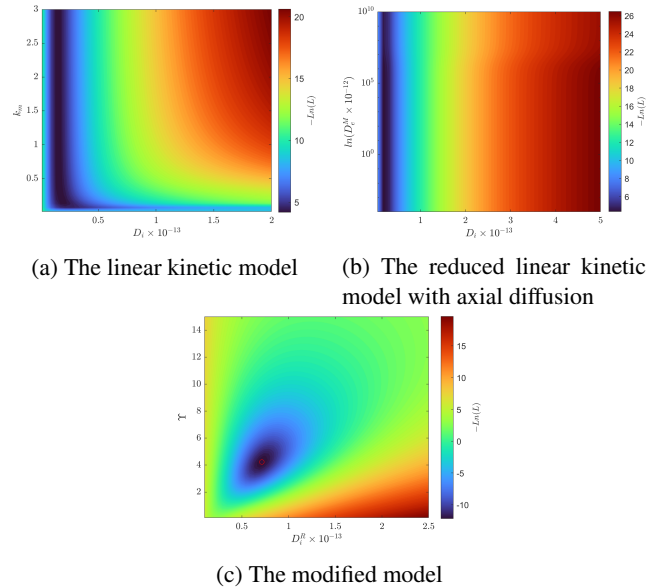 3
2.5
2
1.5
1
0.5
k_m
0.5 1 1.5 2
D_i × 10^{-13}
20
15
10
5
−Ln(L)
10^{10}
10^5
10^0
ln(D_e^M × 10^{-12})
1 2 3 4 5
D_i × 10^{-13}
26
24
22
20
18
16
14
12
10
8
6
−Ln(L)
(a) The linear kinetic model
(b) The reduced linear kinetic
model with axial diffusion
14
12
10
8
6
4
2
Υ
0.5 1 1.5 2 2.5
D_i^R × 10^{-13}
15
10
5
0
-5
-10
−Ln(L)
(c) The modified model